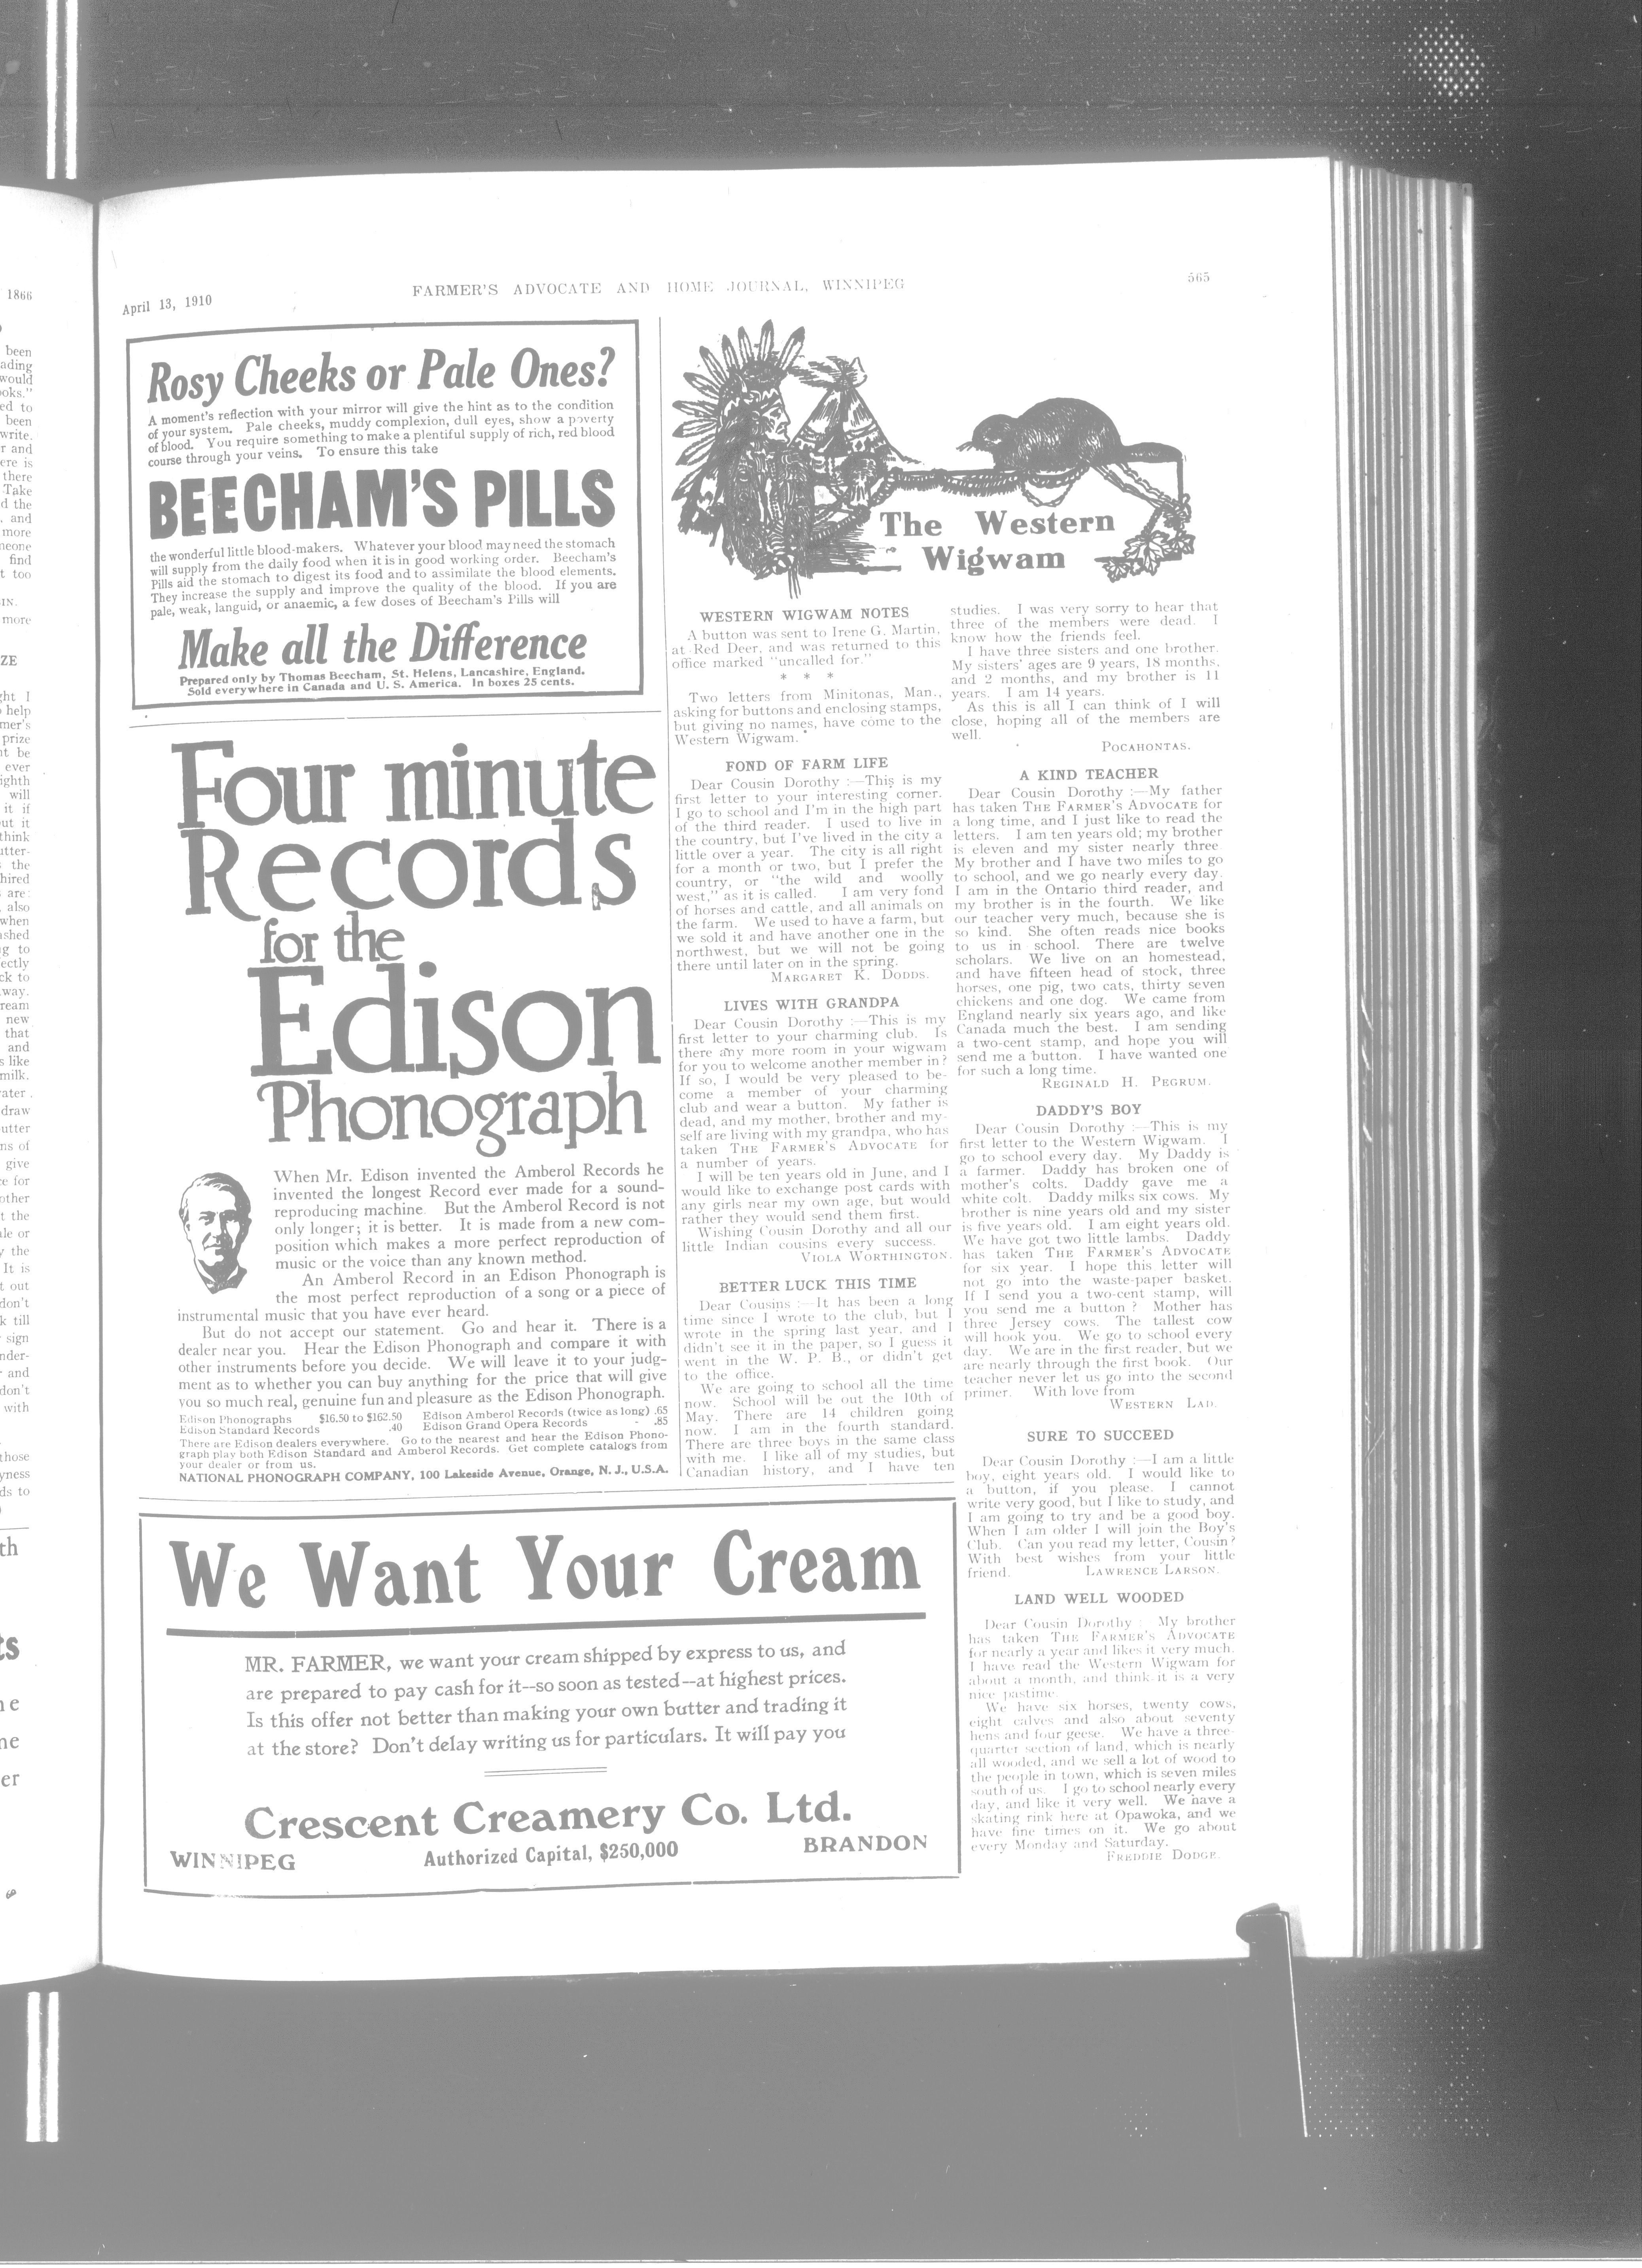 April 13, 1910
FARMER'S ADVOCATE AND HOME JOURNAL, WINNIPEG
565
Rosy Cheeks or Pale Ones?
A moment's reflection with your mirror will give the hint as to the condition
of your system. Pale cheeks, muddy complexion, dull eyes, show a poverty
of blood. You require something to make a plentiful supply of rich, red blood
course through your veins. To ensure this take
BEECHAM'S PILLS
the wonderful little blood-makers. Whatever your blood may need the stomach
will supply from the daily food when it is in good working order. Beecham's
Pills aid the stomach to digest its food and to assimilate the blood elements.
They increase the supply and improve the quality of the blood. If you are
pale, weak, languid, or anaemic, a few doses of Beecham's Pills will
Make all the Difference
Prepared only by Thomas Beecham, St. Helens, Lancashire, England.
Sold everywhere in Canada and U. S. America. In boxes 25 cents.
Four minute
Records
for the
Edison
Phonograph
When Mr. Edison invented the Amberol Records he
invented the longest Record ever made for a sound-
reproducing machine. But the Amberol Record is not
only longer; it is better. It is made from a new com-
position which makes a more perfect reproduction of
music or the voice than any known method.
An Amberol Record in an Edison Phonograph is
the most perfect reproduction of a song or a piece of
instrumental music that you have ever heard.
But do not accept our statement. Go and hear it. There is a
dealer near you. Hear the Edison Phonograph and compare it with
other instruments before you decide. We will leave it to your judg-
ment as to whether you can buy anything for the price that will give
you so much real, genuine fun and pleasure as the Edison Phonograph.
Edison Phonographs $16.50 to $162.50 Edison Amberol Records (twice as long) .65
Edison Standard Records .40 Edison Grand Opera Records - .85
There are Edison dealers everywhere. Go to the nearest and hear the Edison Phono-
graph play both Edison Standard and Amberol Records. Get complete catalogs from
your dealer or from us.
NATIONAL PHONOGRAPH COMPANY, 100 Lakeside Avenue, Orange, N. J., U.S.A.
We Want Your Cream
MR. FARMER, we want your cream shipped by express to us, and
are prepared to pay cash for it--so soon as tested--at highest prices.
Is this offer not better than making your own butter and trading it
at the store? Don't delay writing us for particulars. It will pay you
Crescent Creamery Co. Ltd.
WINNIPEG Authorized Capital, $250,000 BRANDON
The Western
Wigwam
WESTERN WIGWAM NOTES
A button was sent to Irene G. Martin,
at Red Deer, and was returned to this
office marked "uncalled for."
* * *
Two letters from Minitonas, Man.,
asking for buttons and enclosing stamps,
but giving no names, have come to the
Western Wigwam.
FOND OF FARM LIFE
Dear Cousin Dorothy :—This is my
first letter to your interesting corner.
I go to school and I'm in the high part
of the third reader. I used to live in
the country, but I've lived in the city a
little over a year. The city is all right
for a month or two, but I prefer the
country, or "the wild and woolly
west," as it is called. I am very fond
of horses and cattle, and all animals on
the farm. We used to have a farm, but
we sold it and have another one in the
northwest, but we will not be going
there until later on in the spring.
MARGARET K. DODDS.
LIVES WITH GRANDPA
Dear Cousin Dorothy :—This is my
first letter to your charming club. Is
there any more room in your wigwam
for you to welcome another member in?
If so, I would be very pleased to be-
come a member of your charming
club and wear a button. My father is
dead, and my mother, brother and my-
self are living with my grandpa, who has
taken THE FARMER'S ADVOCATE for
a number of years.
I will be ten years old in June, and I
would like to exchange post cards with
any girls near my own age, but would
rather they would send them first.
Wishing Cousin Dorothy and all our
little Indian cousins every success.
VIOLA WORTHINGTON.
BETTER LUCK THIS TIME
Dear Cousins :—It has been a long
time since I wrote to the club, but I
wrote in the spring last year, and I
didn't see it in the paper, so I guess it
went in the W. P. B., or didn't get
to the office.
We are going to school all the time
now. School will be out the 10th of
May. There are 14 children going
now. I am in the fourth standard.
There are three boys in the same class
with me. I like all of my studies, but
Canadian history, and I have ten
studies. I was very sorry to hear that
three of the members were dead. I
know how the friends feel.
I have three sisters and one brother.
My sisters' ages are 9 years, 18 months,
and 2 months, and my brother is 11
years. I am 14 years.
As this is all I can think of I will
close, hoping all of the members are
well.
POCAHONTAS.
A KIND TEACHER
Dear Cousin Dorothy :—My father
has taken THE FARMER'S ADVOCATE for
a long time, and I just like to read the
letters. I am ten years old; my brother
is eleven and my sister nearly three.
My brother and I have two miles to go
to school, and we go nearly every day.
I am in the Ontario third reader, and
my brother is in the fourth. We like
our teacher very much, because she is
so kind. She often reads nice books
to us in school. There are twelve
scholars. We live on an homestead,
and have fifteen head of stock, three
horses, one pig, two cats, thirty seven
chickens and one dog. We came from
England nearly six years ago, and like
Canada much the best. I am sending
a two-cent stamp, and hope you will
send me a button. I have wanted one
for such a long time.
REGINALD H. PEGRUM.
DADDY'S BOY
Dear Cousin Dorothy :—This is my
first letter to the Western Wigwam. I
go to school every day. My Daddy is
a farmer. Daddy has broken one of
mother's colts. Daddy gave me a
white colt. Daddy milks six cows. My
brother is nine years old and my sister
is five years old. I am eight years old.
We have got two little lambs. Daddy
has taken THE FARMER'S ADVOCATE
for six year. I hope this letter will
not go into the waste-paper basket.
If I send you a two-cent stamp, will
you send me a button ? Mother has
three Jersey cows. The tallest cow
will hook you. We go to school every
day. We are in the first reader, but we
are nearly through the first book. Our
teacher never let us go into the second
primer. With love from
WESTERN LAD.
SURE TO SUCCEED
Dear Cousin Dorothy :—I am a little
boy, eight years old. I would like to
a button, if you please. I cannot
write very good, but I like to study, and
I am going to try and be a good boy.
When I am older I will join the Boy's
Club. Can you read my letter, Cousin?
With best wishes from your little
friend. LAWRENCE LARSON.
LAND WELL WOODED
Dear Cousin Dorothy : My brother
has taken THE FARMER'S ADVOCATE
for nearly a year and likes it very much.
I have read the Western Wigwam for
about a month, and think it is a very
nice pastime.
We have six horses, twenty cows,
eight calves and also about seventy
hens and four geese. We have a three-
quarter section of land, which is nearly
all wooded, and we sell a lot of wood to
the people in town, which is seven miles
south of us. I go to school nearly every
day, and like it very well. We have a
skating rink here at Opawoka, and we
have fine times on it. We go about
every Monday and Saturday.
FREDDIE DODGE.